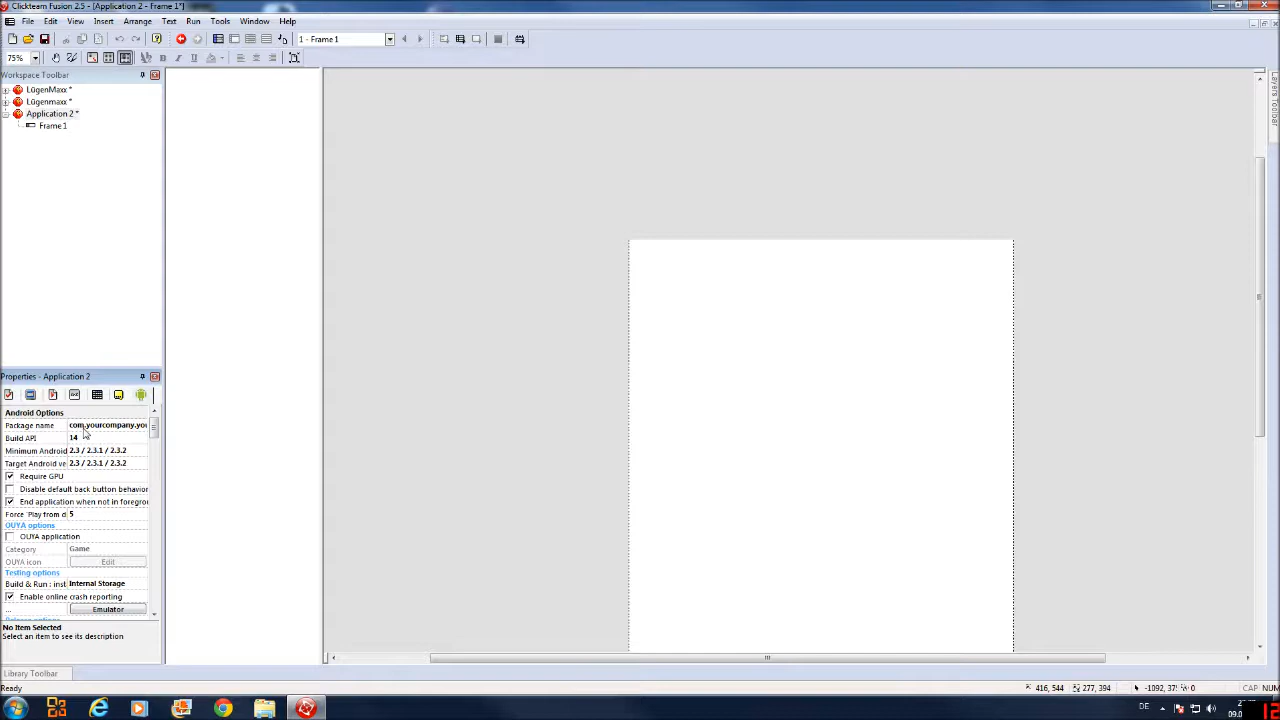 Clickteam Fusion 2.5 - [Application 2 - Frame 1*]
File Edit View Insert Arrange Text Run Tools Window Help
1 - Frame 1
75%
Workspace Toolbar
LügenMaxx *
Lügenmaxx *
Application 2 *
Frame 1
Layers Toolbar
Properties - Application 2
Android Options
Package name com.yourcompany.you
Build API 14
Minimum Android 2.3 / 2.3.1 / 2.3.2
Target Android ve 2.3 / 2.3.1 / 2.3.2
Require GPU
Disable default back button behavior
End application when not in foregro
Force 'Play from d 5
OUYA options
OUYA application
Category Game
OUYA icon Edit
Testing options
Build & Run : inst Internal Storage
Enable online crash reporting
... Emulator
No Item Selected
Select an item to see its description
Library Toolbar
Ready
416, 544
277, 394
0
CAP NUM
DE
12